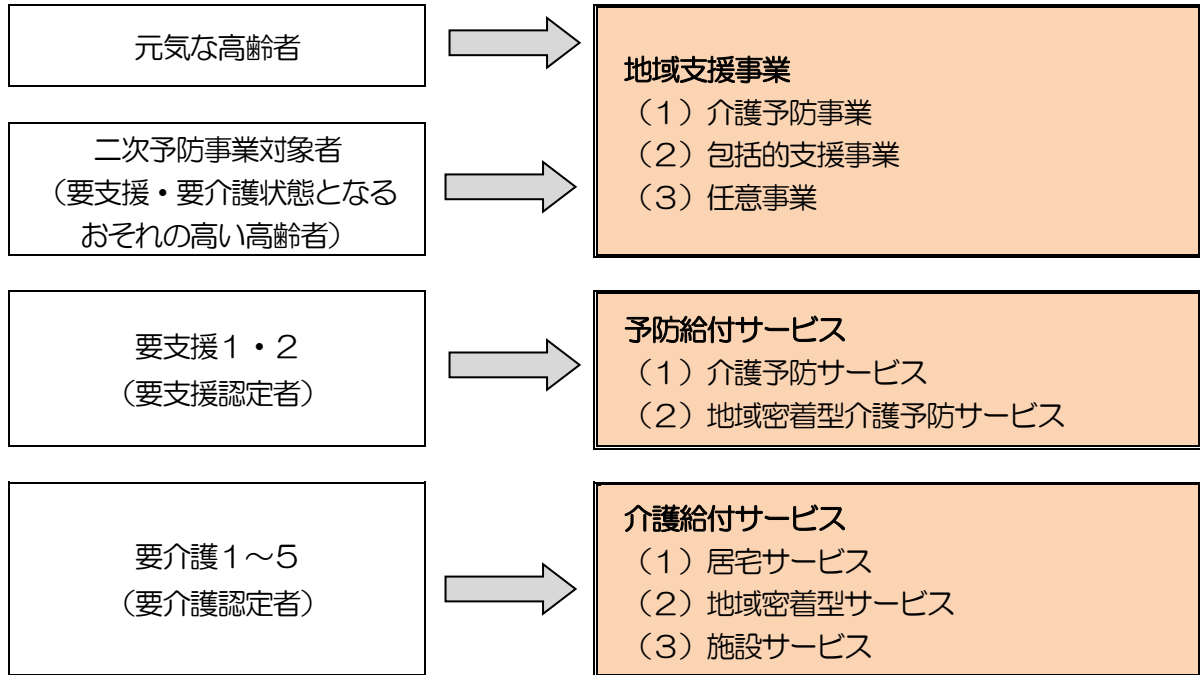 元気な高齢者
地域支援事業
（１）介護予防事業
（２）包括的支援事業
（３）任意事業
二次予防事業対象者
（要支援・要介護状態となる
おそれの高い高齢者）
要支援１・２
（要支援認定者）
予防給付サービス
（１）介護予防サービス
（２）地域密着型介護予防サービス
要介護１～５
（要介護認定者）
介護給付サービス
（１）居宅サービス
（２）地域密着型サービス
（３）施設サービス